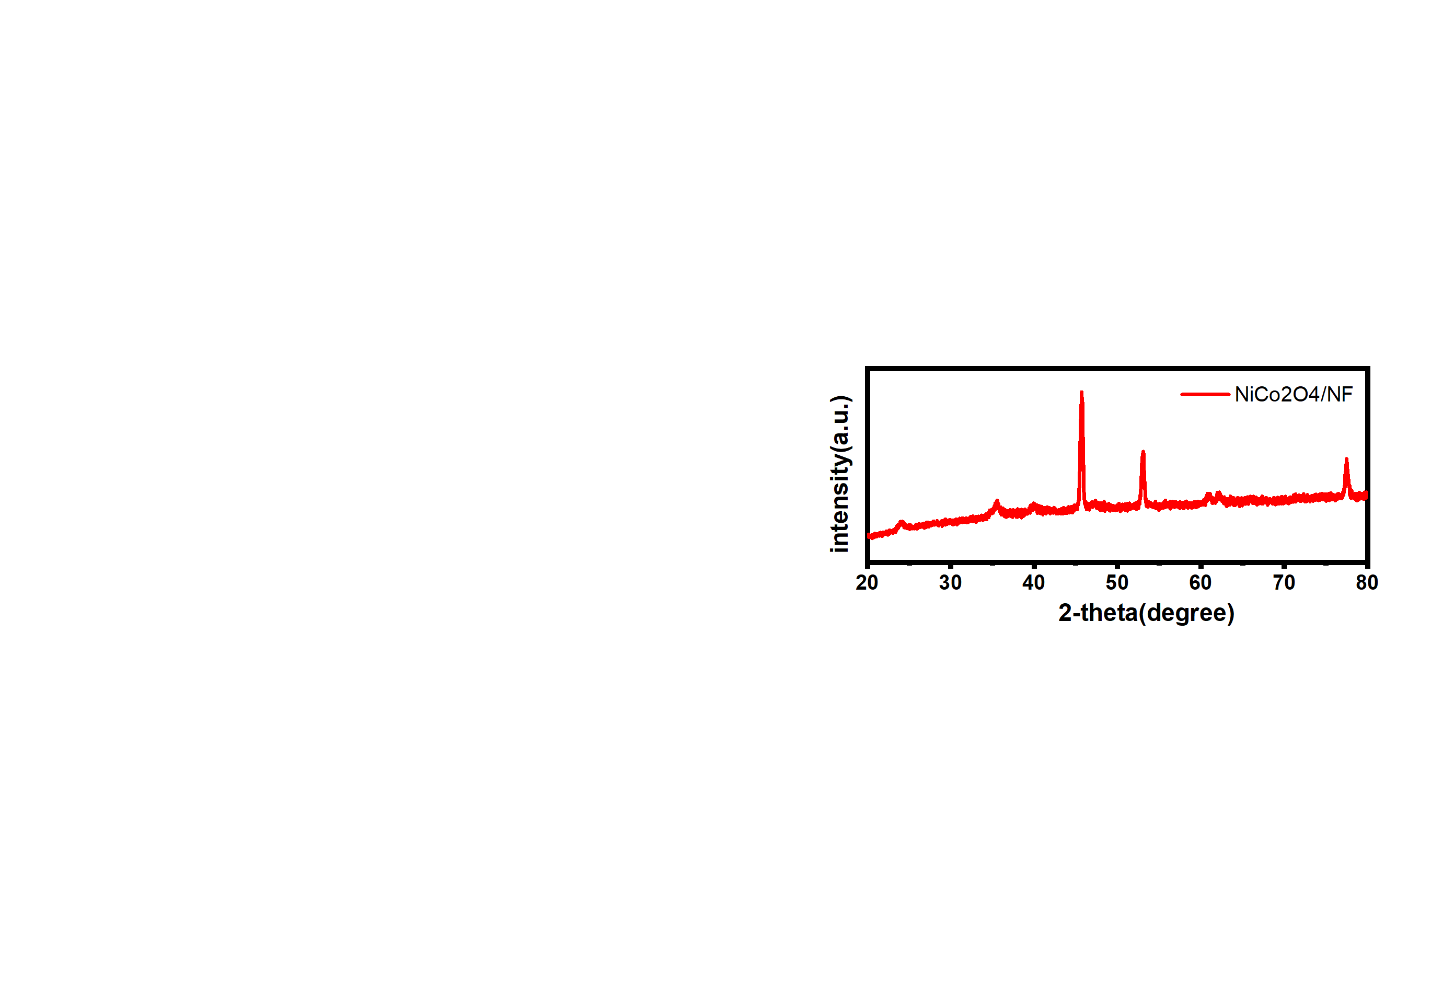 NiCo2O4/NF
intensity(a.u.)
20 30 40 50 60 70 80
2-theta(degree)